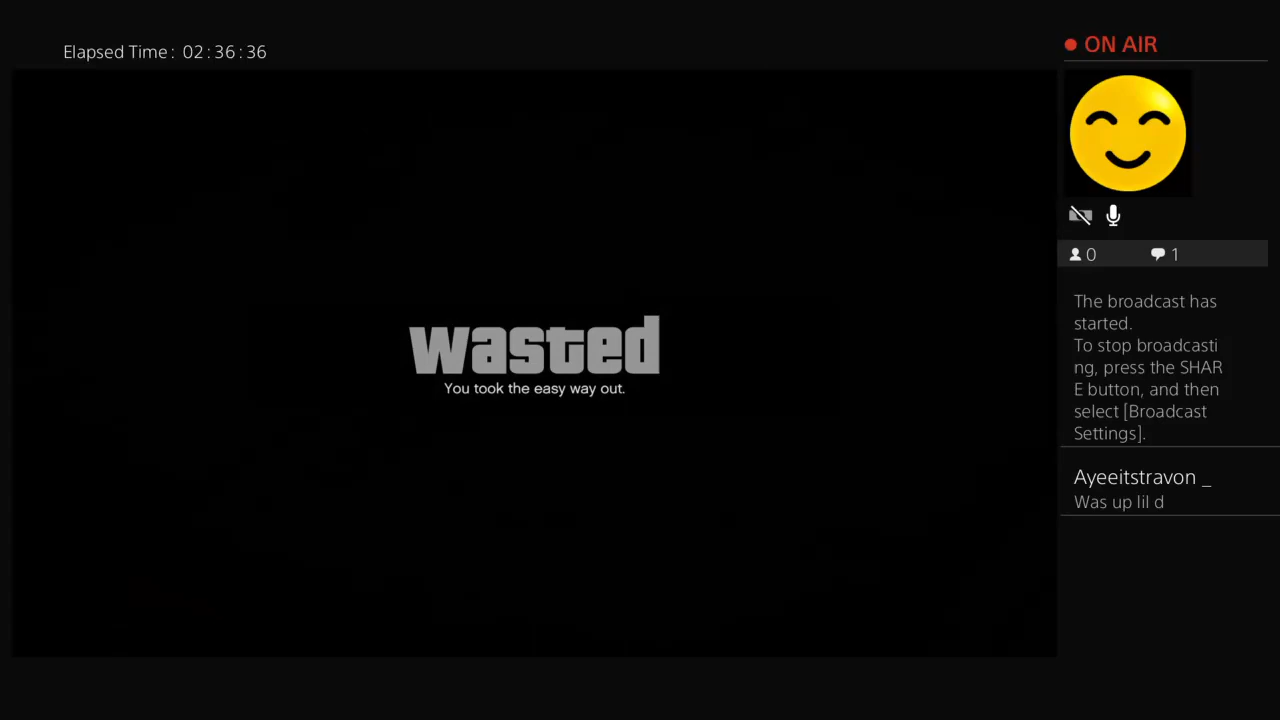 Elapsed Time: 02:36:36
ON AIR
wasted
You took the easy way out.
0 1
The broadcast has
started.
To stop broadcasti
ng, press the SHAR
E button, and then
select [Broadcast
Settings].
Ayeeitstravon _
Was up lil d